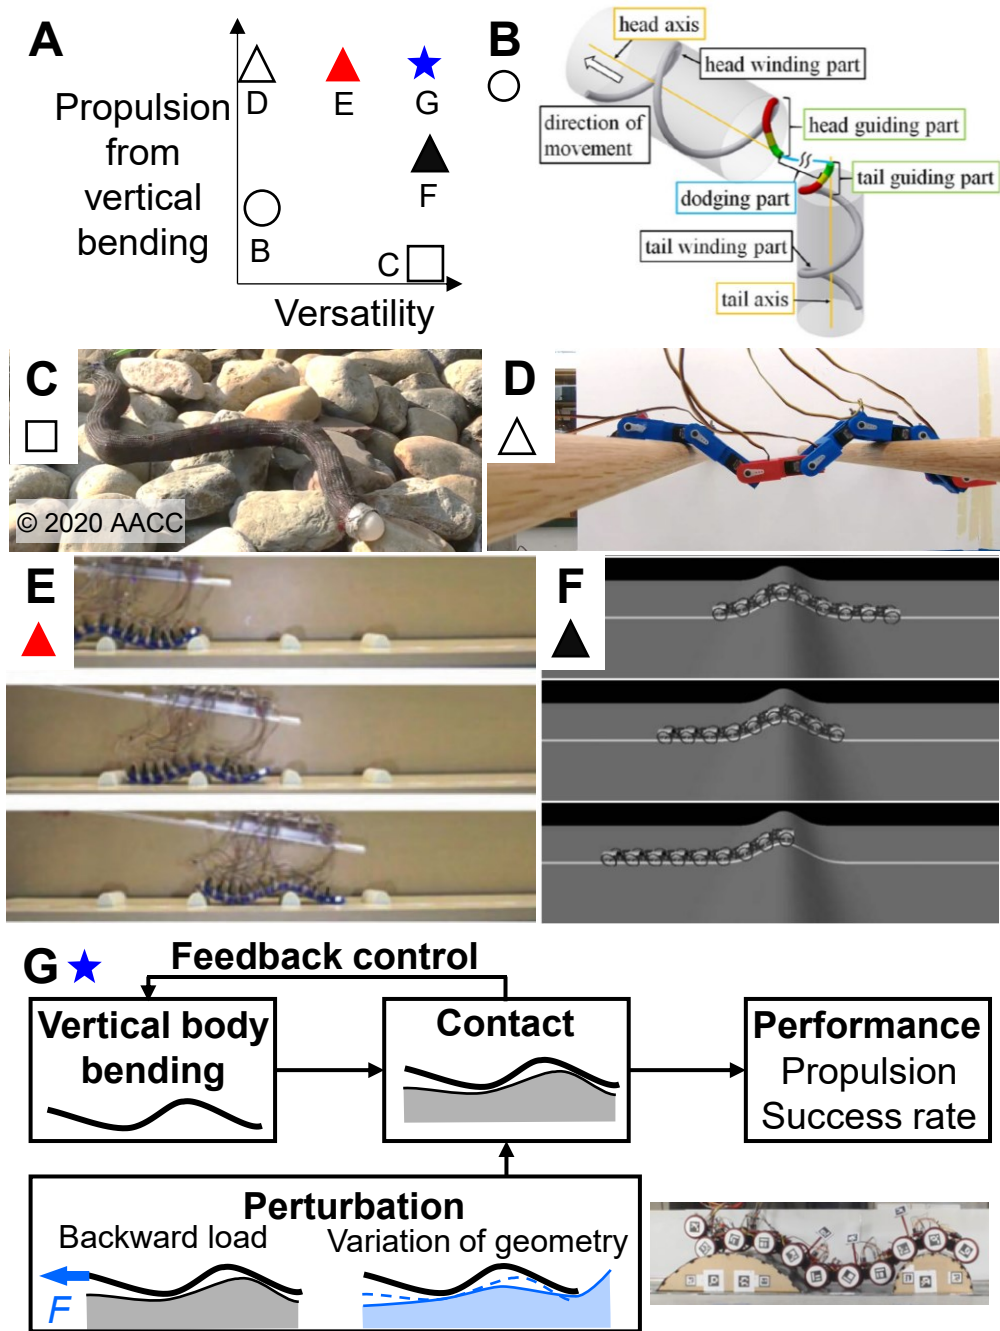 A
Propulsion
from
vertical
bending
D
E
G
F
B
C
Versatility
B
head axis
head winding part
direction of
movement
head guiding part
tail guiding part
dodging part
tail winding part
tail axis
C
© 2020 AACC
D
E
F
G
Feedback control
Vertical body
bending
Contact
Performance
Propulsion
Success rate
Perturbation
Backward load
Variation of geometry
F